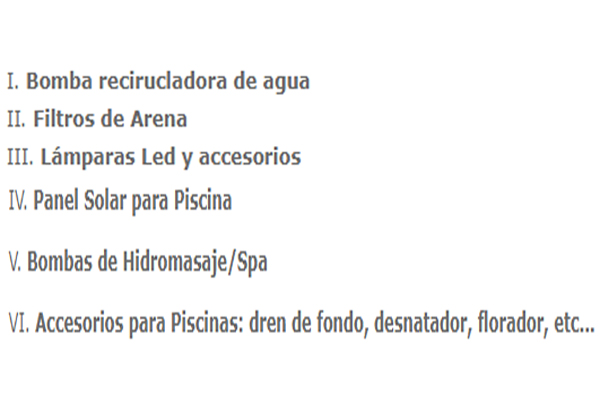 I. Bomba recirucladora de agua
II. Filtros de Arena
III. Lámparas Led y accesorios
IV. Panel Solar para Piscina
V. Bombas de Hidromasaje/Spa
VI. Accesorios para Piscinas: dren de fondo, desnatador, florador, etc...